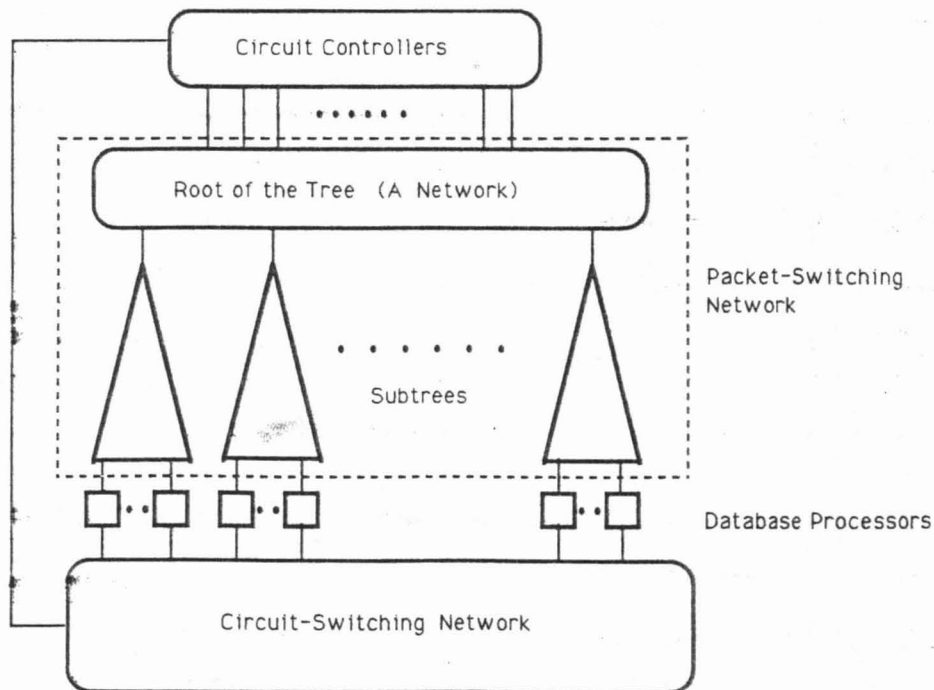 Circuit Controllers
Root of the Tree (A Network)
Packet-Switching
Network
Subtrees
Database Processors
Circuit-Switching Network